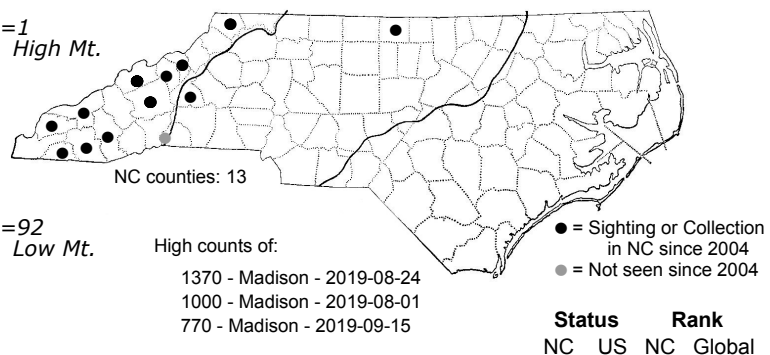 =1
High Mt.
NC counties: 13
=92
Low Mt.
High counts of:
1370 - Madison - 2019-08-24
1000 - Madison - 2019-08-01
770 - Madison - 2019-09-15
= Sighting or Collection
in NC since 2004
= Not seen since 2004
Status Rank
NC US NC Global